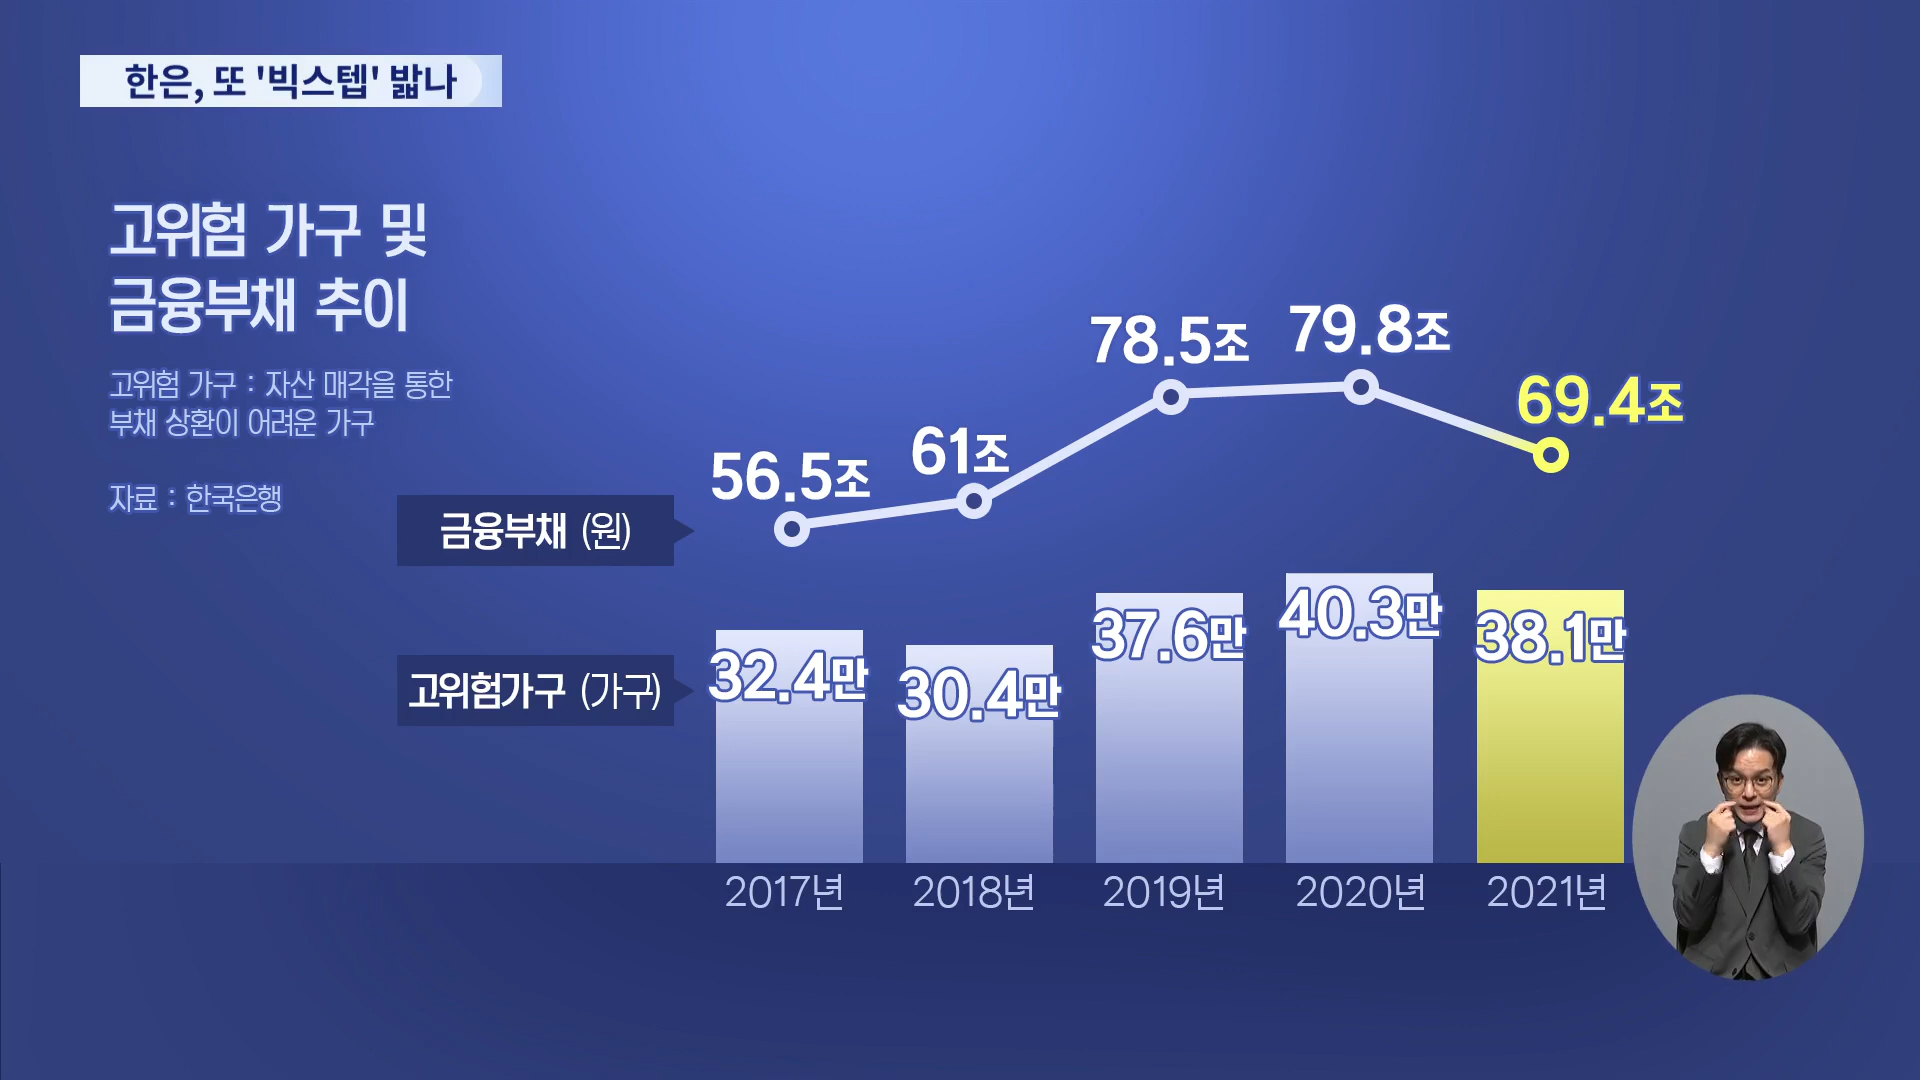 한은, 또 '빅스텝' 밟나
고위험 가구 및
금융부채 추이
고위험 가구 : 자산 매각을 통한
부채 상환이 어려운 가구
자료 : 한국은행
금융부채 (원)
56.5조
61조
78.5조
79.8조
69.4조
고위험가구 (가구)
32.4만
30.4만
37.6만
40.3만
38.1만
2017년
2018년
2019년
2020년
2021년